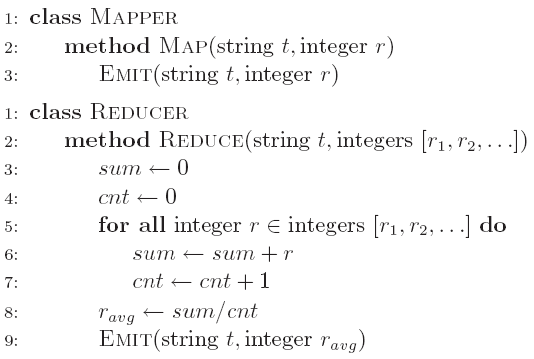 1: class MAPPER
2: method MAP(string t, integer r)
3: EMIT(string t, integer r)
1: class REDUCER
2: method REDUCE(string t, integers [r₁, r₂, . . .])
3: sum ← 0
4: cnt ← 0
5: for all integer r ∈ integers [r₁, r₂, . . .] do
6: sum ← sum + r
7: cnt ← cnt + 1
8: r_avg ← sum/cnt
9: EMIT(string t, integer r_avg)